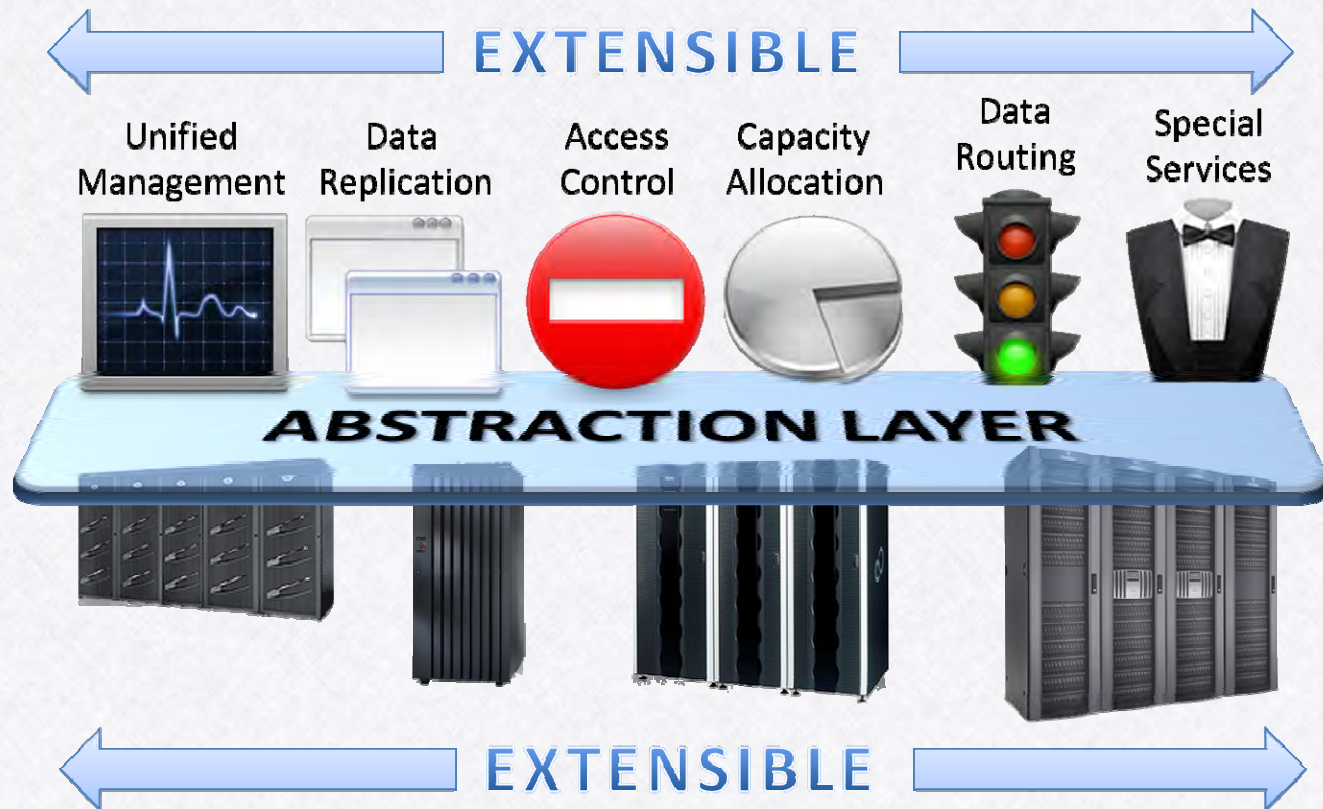 EXTENSIBLE
Unified
Management
Data
Replication
Access
Control
Capacity
Allocation
Data
Routing
Special
Services
ABSTRACTION LAYER
EXTENSIBLE